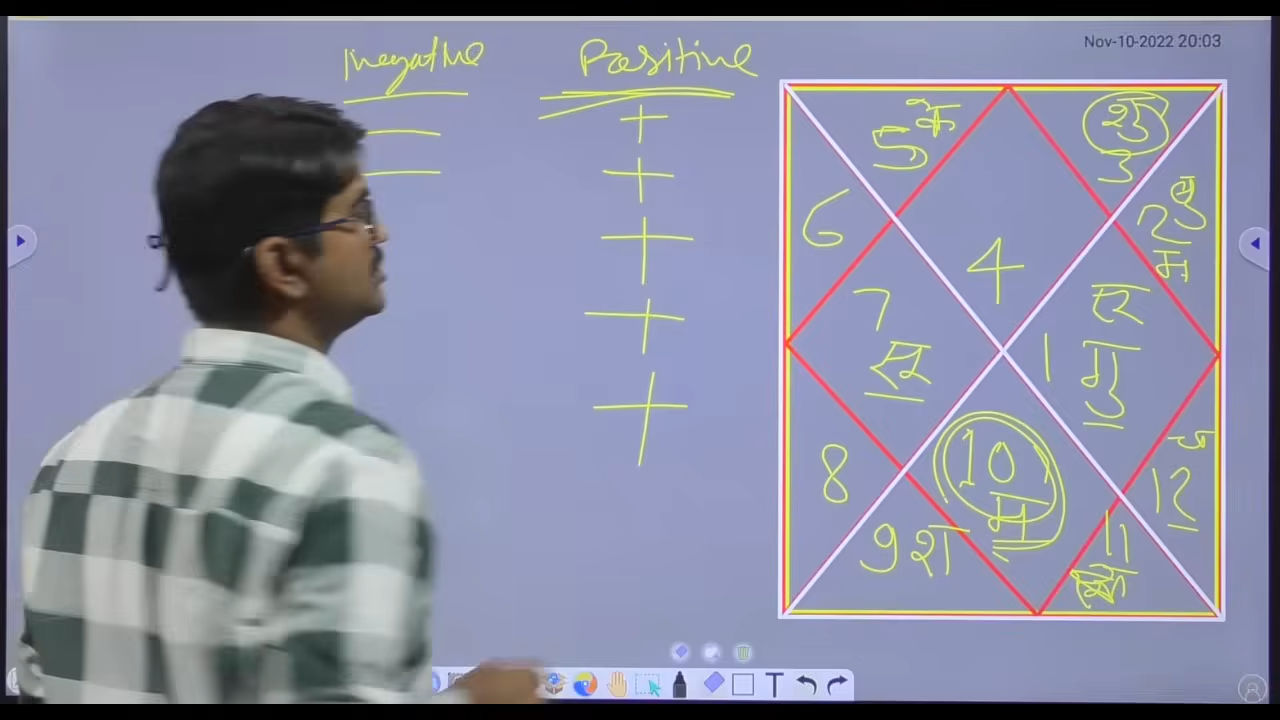 Nov-10-2022 20:03
Negative
Positive
+
+
+
+
+
5 के
शु
3
6
2 बु
म
4
7
सू
1 गु
8
10
म
12
9 श
11
T